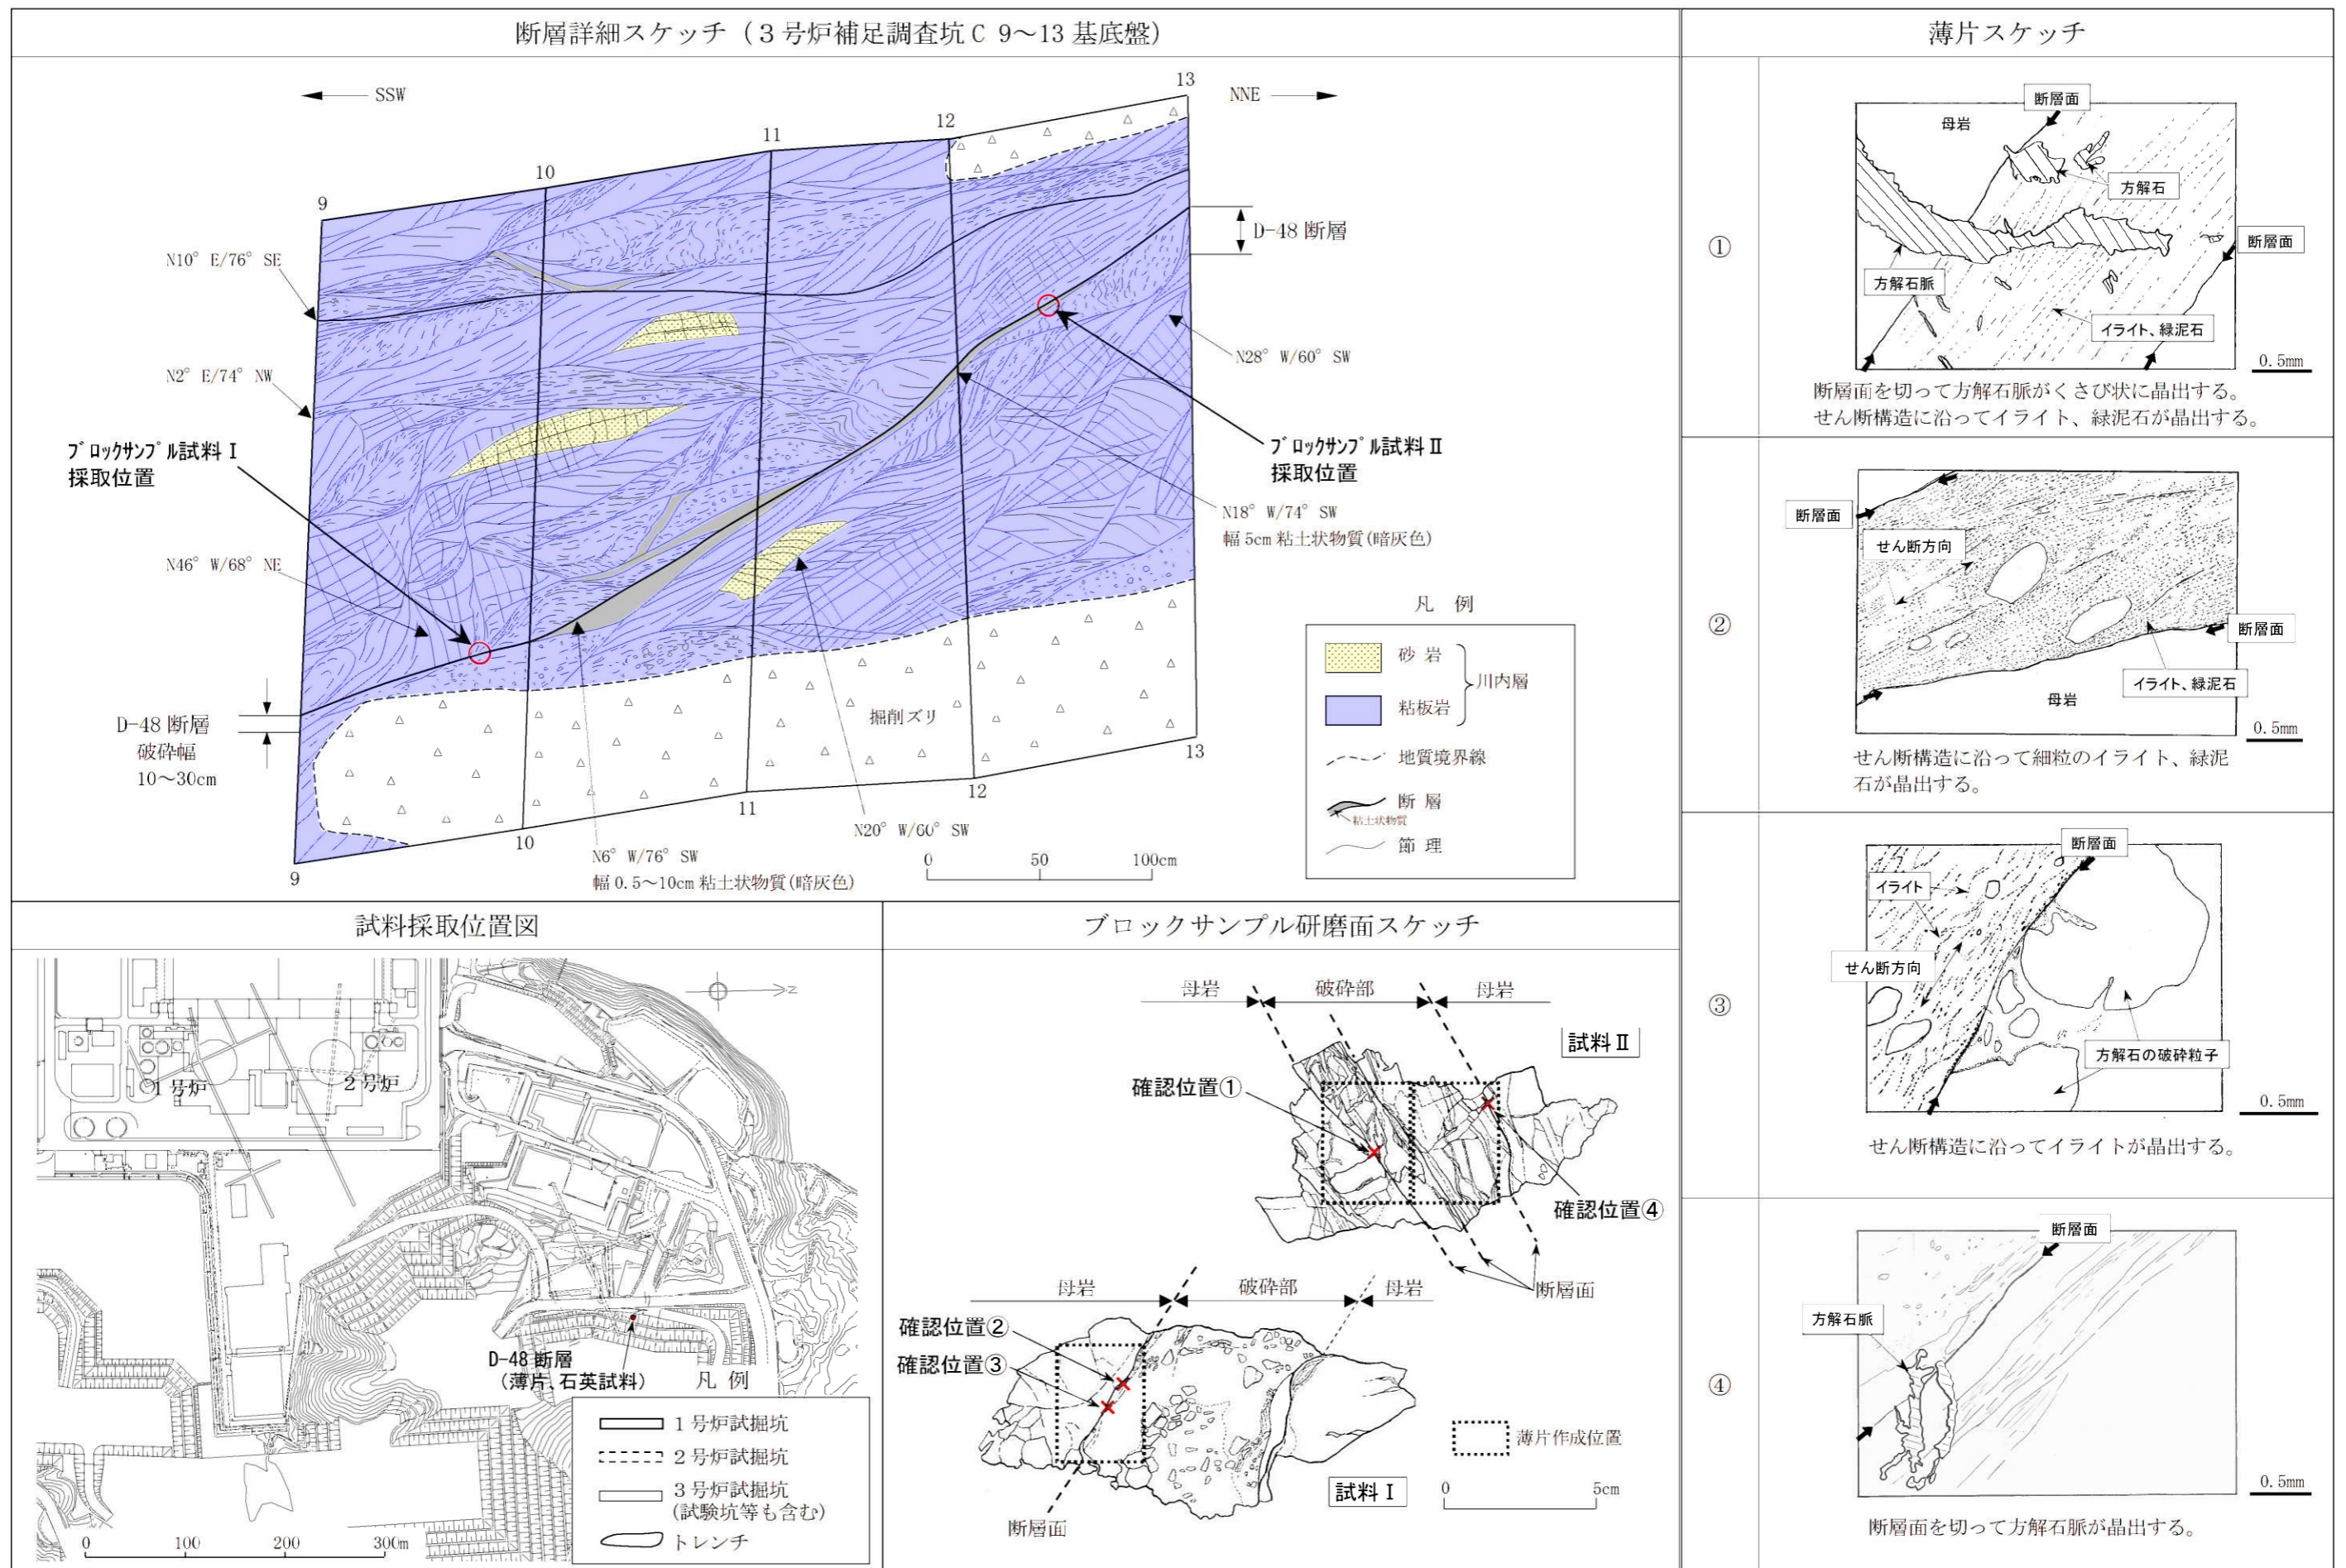 断層詳細スケッチ（３号炉補足調査坑Ｃ 9～13 基底盤）
SSW
NNE
9
10
11
12
13
N10° E/76° SE
N2° E/74° NW
ブロックサンプル試料Ⅰ
採取位置
N46° W/68° NE
D-48 断層
破砕幅
10～30cm
D-48 断層
N28° W/60° SW
ブロックサンプル試料Ⅱ
採取位置
N18° W/74° SW
幅 5cm 粘土状物質(暗灰色)
掘削ズリ
9
10
11
12
13
N6° W/76° SW
幅 0.5～10cm 粘土状物質(暗灰色)
N20° W/60° SW
0
50
100cm
凡 例
砂 岩
粘板岩
川内層
地質境界線
断 層
粘土状物質
節 理
試料採取位置図
N
１号炉
２号炉
D-48 断層
（薄片、石英試料）
凡 例
１号炉試掘坑
２号炉試掘坑
３号炉試掘坑
(試験坑等も含む)
トレンチ
0
100
200
300m
ブロックサンプル研磨面スケッチ
母岩
破砕部
母岩
試料Ⅱ
確認位置①
確認位置④
断層面
母岩
破砕部
母岩
確認位置②
確認位置③
断層面
試料Ⅰ
薄片作成位置
0
5cm
薄片スケッチ
①
断層面
母岩
方解石
断層面
方解石脈
イライト、緑泥石
0.5mm
断層面を切って方解石脈がくさび状に晶出する。
せん断構造に沿ってイライト、緑泥石が晶出する。
②
断層面
せん断方向
断層面
イライト、緑泥石
母岩
0.5mm
せん断構造に沿って細粒のイライト、緑泥
石が晶出する。
③
断層面
イライト
せん断方向
方解石の破砕粒子
0.5mm
せん断構造に沿ってイライトが晶出する。
④
断層面
方解石脈
0.5mm
断層面を切って方解石脈が晶出する。